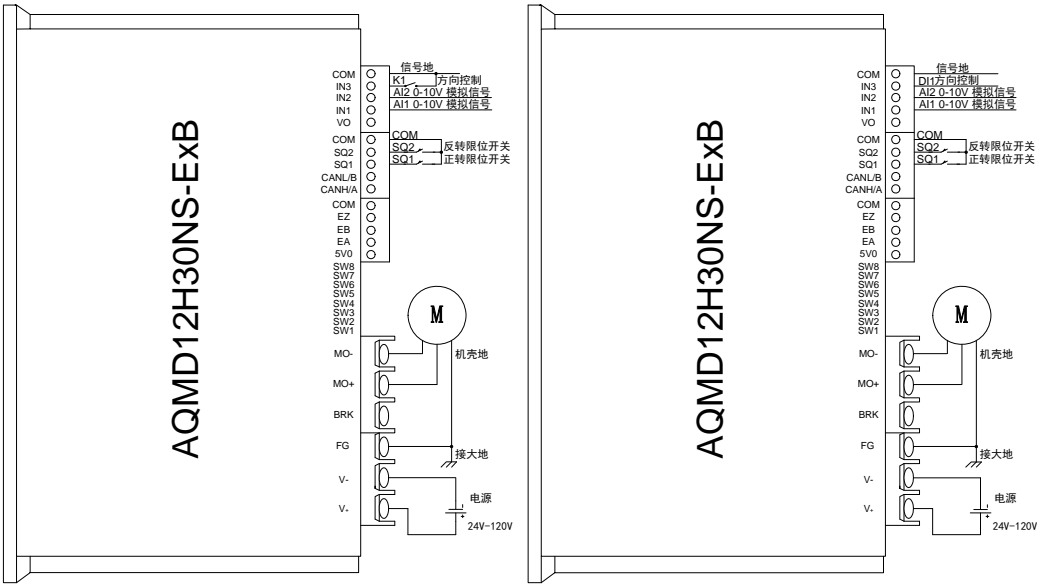 AQMD12H30NS-ExB
COM 信号地
IN3 K1 方向控制
IN2 AI2 0-10V 模拟信号
IN1 AI1 0-10V 模拟信号
VO
COM COM
SQ2 SQ2 反转限位开关
SQ1 SQ1 正转限位开关
CANL/B
CANH/A
COM
EZ
EB
EA
5V0
SW8
SW7
SW6
SW5
SW4
SW3
SW2
SW1
M
MO- 机壳地
MO+
BRK
FG 接大地
V- 电源
V+ 24V-120V
AQMD12H30NS-ExB
COM 信号地
IN3 DI1方向控制
IN2 AI2 0-10V 模拟信号
IN1 AI1 0-10V 模拟信号
VO
COM COM
SQ2 SQ2 反转限位开关
SQ1 SQ1 正转限位开关
CANL/B
CANH/A
COM
EZ
EB
EA
5V0
SW8
SW7
SW6
SW5
SW4
SW3
SW2
SW1
M
MO- 机壳地
MO+
BRK
FG 接大地
V- 电源
V+ 24V-120V